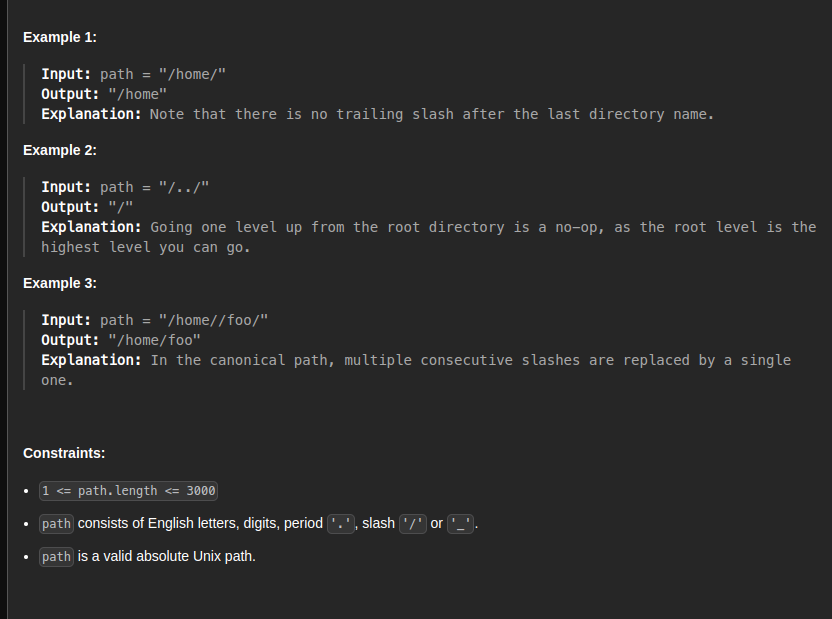 Example 1:
Input: path = "/home/"
Output: "/home"
Explanation: Note that there is no trailing slash after the last directory name.
Example 2:
Input: path = "/../"
Output: "/"
Explanation: Going one level up from the root directory is a no-op, as the root level is the
highest level you can go.
Example 3:
Input: path = "/home//foo/"
Output: "/home/foo"
Explanation: In the canonical path, multiple consecutive slashes are replaced by a single
one.
Constraints:
• 1 <= path.length <= 3000
• path consists of English letters, digits, period '.', slash '/' or '_'.
• path is a valid absolute Unix path.